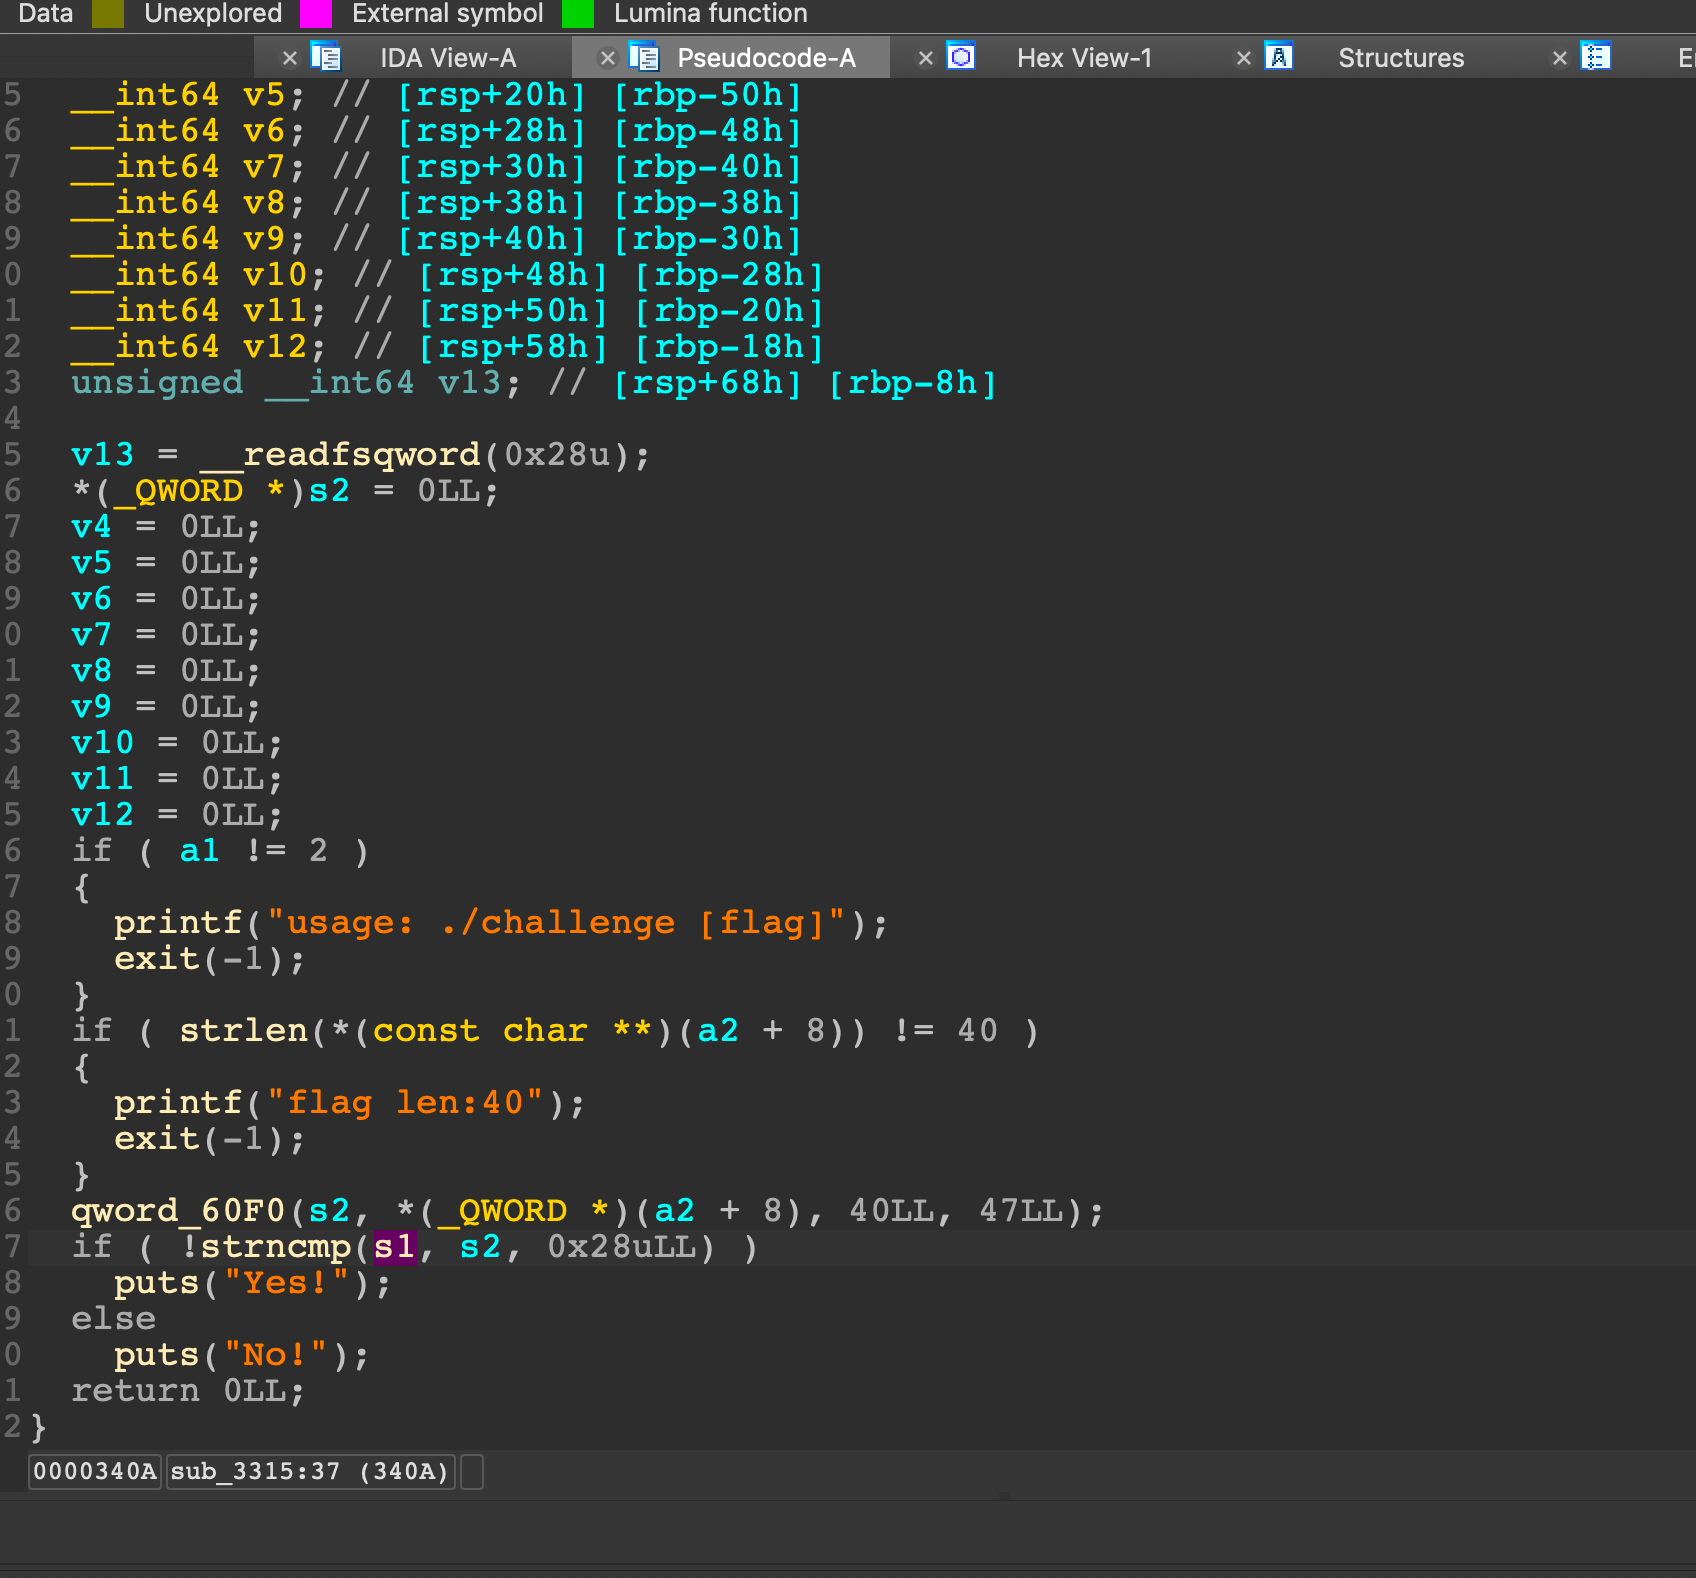 Data Unexplored External symbol Lumina function
IDA View-A Pseudocode-A Hex View-1 Structures E
5 __int64 v5; // [rsp+20h] [rbp-50h]
6 __int64 v6; // [rsp+28h] [rbp-48h]
7 __int64 v7; // [rsp+30h] [rbp-40h]
8 __int64 v8; // [rsp+38h] [rbp-38h]
9 __int64 v9; // [rsp+40h] [rbp-30h]
0 __int64 v10; // [rsp+48h] [rbp-28h]
1 __int64 v11; // [rsp+50h] [rbp-20h]
2 __int64 v12; // [rsp+58h] [rbp-18h]
3 unsigned __int64 v13; // [rsp+68h] [rbp-8h]
4
5 v13 = __readfsqword(0x28u);
6 *(_QWORD *)s2 = 0LL;
7 v4 = 0LL;
8 v5 = 0LL;
9 v6 = 0LL;
0 v7 = 0LL;
1 v8 = 0LL;
2 v9 = 0LL;
3 v10 = 0LL;
4 v11 = 0LL;
5 v12 = 0LL;
6 if ( a1 != 2 )
7 {
8 printf("usage: ./challenge [flag]");
9 exit(-1);
0 }
1 if ( strlen(*(const char **)(a2 + 8)) != 40 )
2 {
3 printf("flag len:40");
4 exit(-1);
5 }
6 qword_60F0(s2, *(_QWORD *)(a2 + 8), 40LL, 47LL);
7 if ( !strncmp(s1, s2, 0x28uLL) )
8 puts("Yes!");
9 else
0 puts("No!");
1 return 0LL;
2 }
0000340A sub_3315:37 (340A)